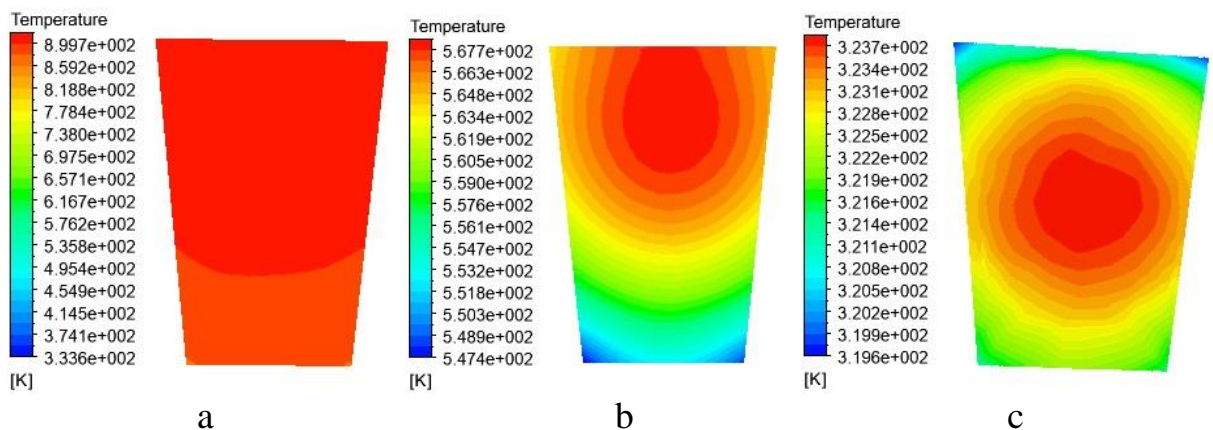 Temperature
8.997e+002
8.592e+002
8.188e+002
7.784e+002
7.380e+002
6.975e+002
6.571e+002
6.167e+002
5.762e+002
5.358e+002
4.954e+002
4.549e+002
4.145e+002
3.741e+002
3.336e+002
[K]
a
Temperature
5.677e+002
5.663e+002
5.648e+002
5.634e+002
5.619e+002
5.605e+002
5.590e+002
5.576e+002
5.561e+002
5.547e+002
5.532e+002
5.518e+002
5.503e+002
5.489e+002
5.474e+002
[K]
b
Temperature
3.237e+002
3.234e+002
3.231e+002
3.228e+002
3.225e+002
3.222e+002
3.219e+002
3.216e+002
3.214e+002
3.211e+002
3.208e+002
3.205e+002
3.202e+002
3.199e+002
3.196e+002
[K]
c